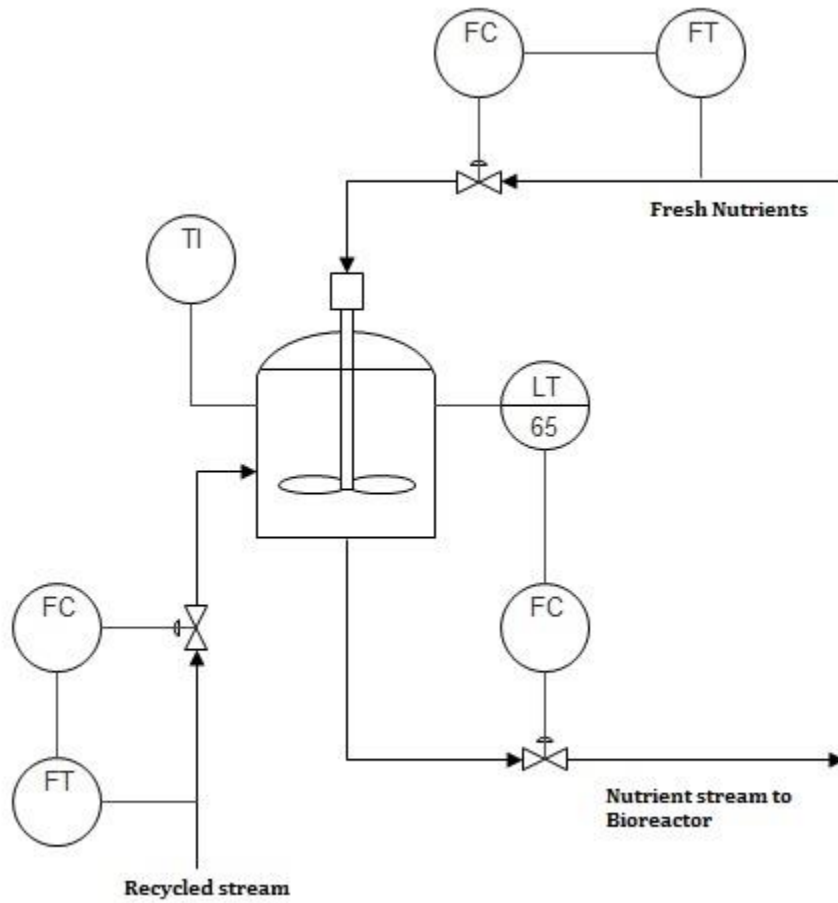 FC
FT
Fresh Nutrients
TI
LT
65
FC
FC
FT
Nutrient stream to
Bioreactor
Recycled stream